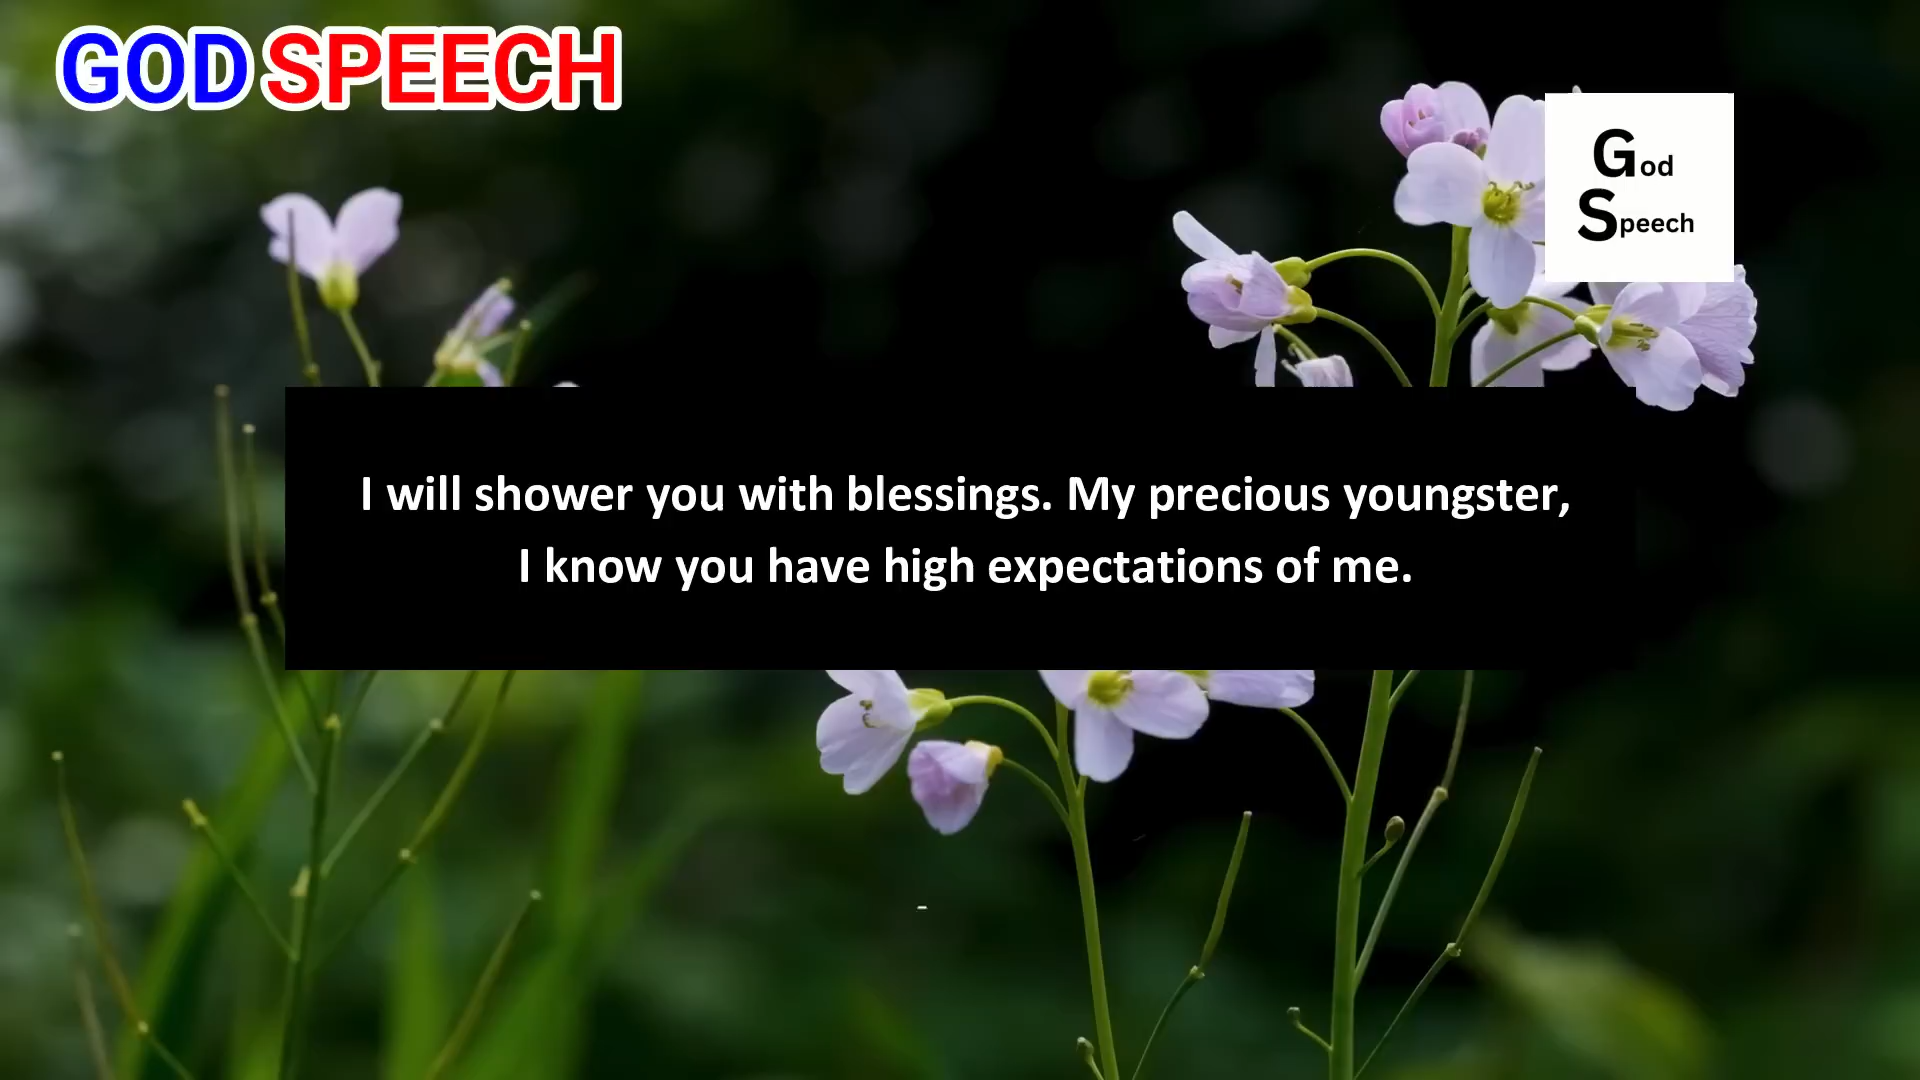 GOD SPEECH
God
Speech
I will shower you with blessings. My precious youngster,
I know you have high expectations of me.